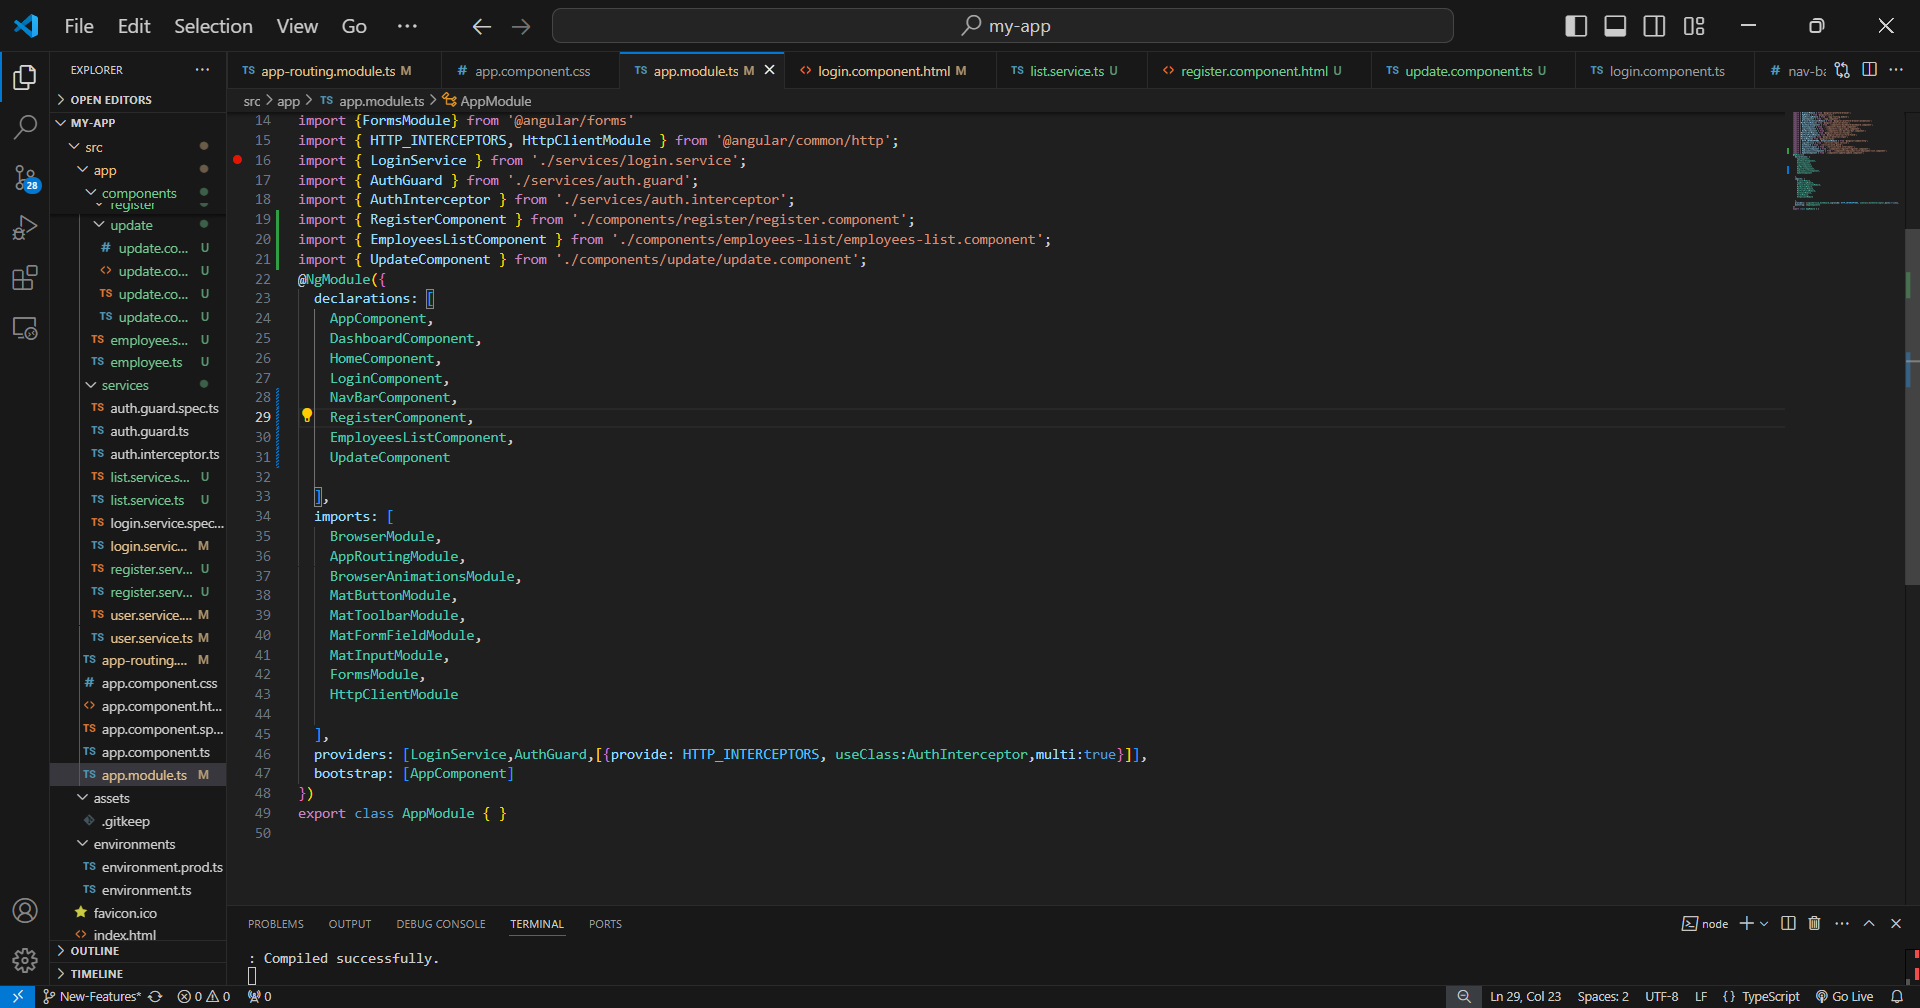 File Edit Selection View Go ··· my-app
EXPLORER ···
OPEN EDITORS
MY-APP
src
app
components
register
update
# update.co... U
<> update.co... U
TS update.co... U
TS update.co... U
TS employee.s... U
TS employee.ts U
services
TS auth.guard.spec.ts
TS auth.guard.ts
TS auth.interceptor.ts
TS list.service.s... U
TS list.service.ts U
TS login.service.spec...
TS login.servic... M
TS register.serv... U
TS register.serv... U
TS user.service.... M
TS user.service.ts M
TS app-routing.... M
# app.component.css
<> app.component.ht...
TS app.component.sp...
TS app.component.ts
TS app.module.ts M
assets
.gitkeep
environments
TS environment.prod.ts
TS environment.ts
favicon.ico
<> index.html
OUTLINE
TIMELINE
28
TS app-routing.module.ts M # app.component.css TS app.module.ts M <> login.component.html M TS list.service.ts U <> register.component.html U TS update.component.ts U TS login.component.ts # nav-ba ···
src > app > TS app.module.ts > AppModule
14 import {FormsModule} from '@angular/forms'
15 import { HTTP_INTERCEPTORS, HttpClientModule } from '@angular/common/http';
16 import { LoginService } from './services/login.service';
17 import { AuthGuard } from './services/auth.guard';
18 import { AuthInterceptor } from './services/auth.interceptor';
19 import { RegisterComponent } from './components/register/register.component';
20 import { EmployeesListComponent } from './components/employees-list/employees-list.component';
21 import { UpdateComponent } from './components/update/update.component';
22 @NgModule({
23 declarations: [
24 AppComponent,
25 DashboardComponent,
26 HomeComponent,
27 LoginComponent,
28 NavBarComponent,
29 RegisterComponent,
30 EmployeesListComponent,
31 UpdateComponent
32
33 ],
34 imports: [
35 BrowserModule,
36 AppRoutingModule,
37 BrowserAnimationsModule,
38 MatButtonModule,
39 MatToolbarModule,
40 MatFormFieldModule,
41 MatInputModule,
42 FormsModule,
43 HttpClientModule
44
45 ],
46 providers: [LoginService,AuthGuard,[{provide: HTTP_INTERCEPTORS, useClass:AuthInterceptor,multi:true}]],
47 bootstrap: [AppComponent]
48 })
49 export class AppModule { }
50
PROBLEMS OUTPUT DEBUG CONSOLE TERMINAL PORTS node ···
: Compiled successfully.
New-Features* 0 0 0 Ln 29, Col 23 Spaces: 2 UTF-8 LF { } TypeScript Go Live